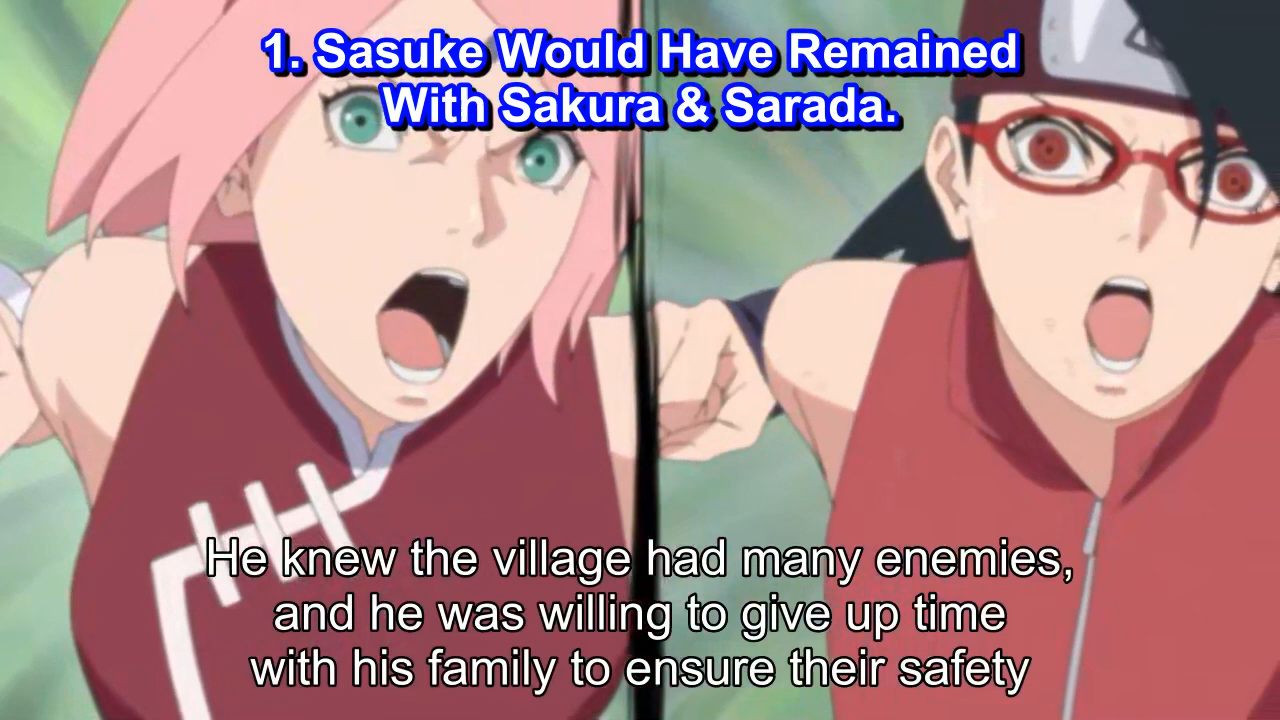 1. Sasuke Would Have Remained
With Sakura & Sarada.
He knew the village had many enemies,
and he was willing to give up time
with his family to ensure their safety